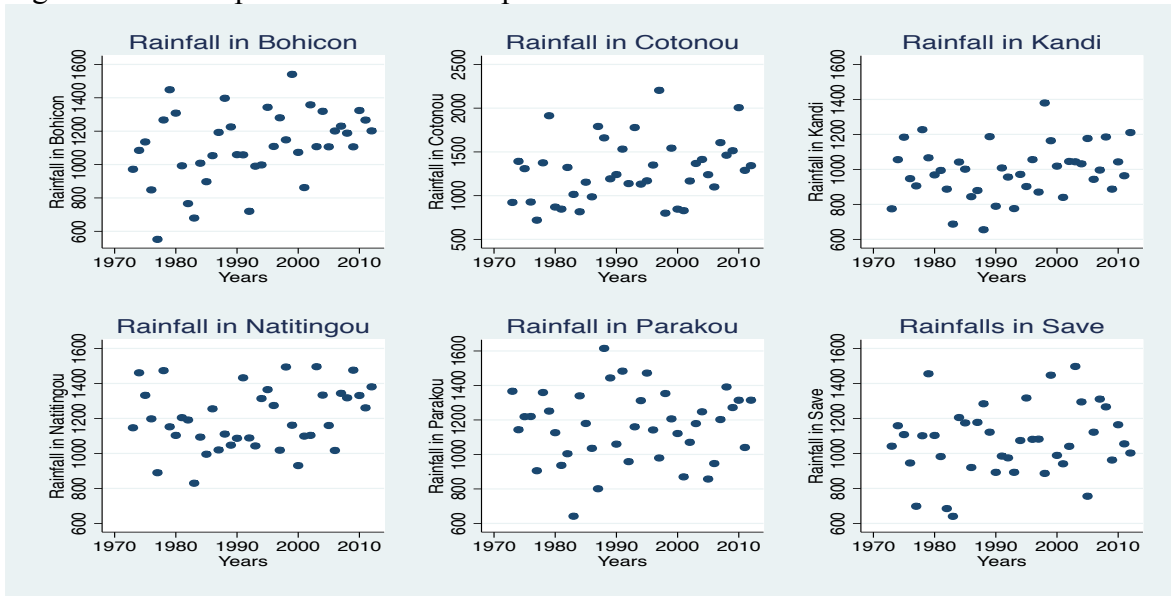 Rainfall in Bohicon
Rainfall in Bohicon
600 800 1000 1200 1400 1600
1970 1980 1990 2000 2010
Years
Rainfall in Cotonou
Rainfall in Cotonou
500 1000 1500 2000 2500
1970 1980 1990 2000 2010
Years
Rainfall in Kandi
Rainfall in Kandi
600 800 1000 1200 1400 1600
1970 1980 1990 2000 2010
Years
Rainfall in Natitingou
Rainfall in Natitingou
600 800 1000 1200 1400 1600
1970 1980 1990 2000 2010
Years
Rainfall in Parakou
Rainfall in Parakou
600 800 1000 1200 1400 1600
1970 1980 1990 2000 2010
Years
Rainfalls in Save
Rainfall in Save
600 800 1000 1200 1400 1600
1970 1980 1990 2000 2010
Years